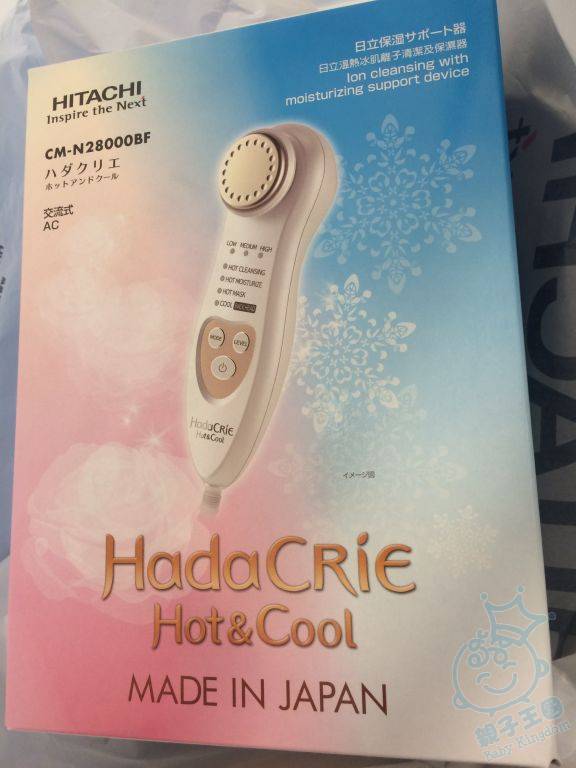 HITACHI
Inspire the Next
日立保湿サポート器
日立溫熱冰肌離子清潔及保濕器
Ion cleansing with
moisturizing support device
CM-N28000BF
ハダクリエ
ホットアンドクール
交流式
AC
LOW MEDIUM HIGH
HOT CLEANSING
HOT MOISTURIZE
HOT MASK
COOL
MODE
LEVEL
HadaCRiE
Hot&Cool
イメージ図
HadaCRiE
Hot&Cool
MADE IN JAPAN
親子王國
Baby Kingdom